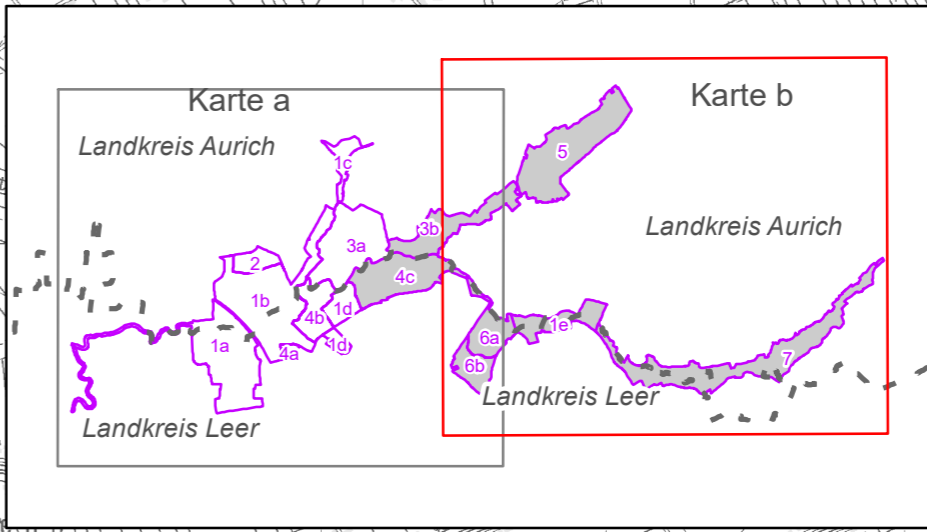 Karte a
Karte b
Landkreis Aurich
1c
5
3b
Landkreis Aurich
3a
2
4c
1b
1d
4b
1e
1a
6a
1d
4a
7
6b
Landkreis Leer
Landkreis Leer